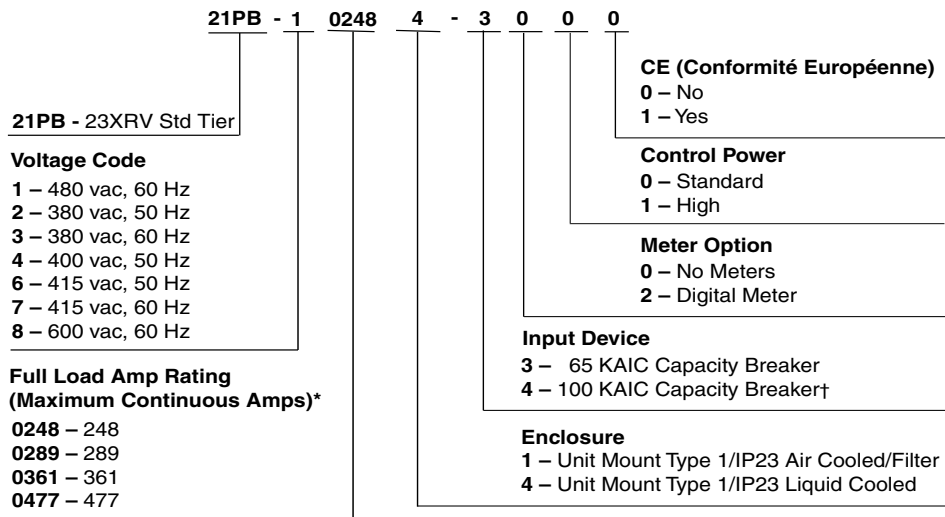 21PB - 1 0248 4 - 3 0 0 0
21PB - 23XRV Std Tier
Voltage Code
1 – 480 vac, 60 Hz
2 – 380 vac, 50 Hz
3 – 380 vac, 60 Hz
4 – 400 vac, 50 Hz
6 – 415 vac, 50 Hz
7 – 415 vac, 60 Hz
8 – 600 vac, 60 Hz
Full Load Amp Rating
(Maximum Continuous Amps)*
0248 – 248
0289 – 289
0361 – 361
0477 – 477
CE (Conformité Européenne)
0 – No
1 – Yes
Control Power
0 – Standard
1 – High
Meter Option
0 – No Meters
2 – Digital Meter
Input Device
3 – 65 KAIC Capacity Breaker
4 – 100 KAIC Capacity Breaker†
Enclosure
1 – Unit Mount Type 1/IP23 Air Cooled/Filter
4 – Unit Mount Type 1/IP23 Liquid Cooled